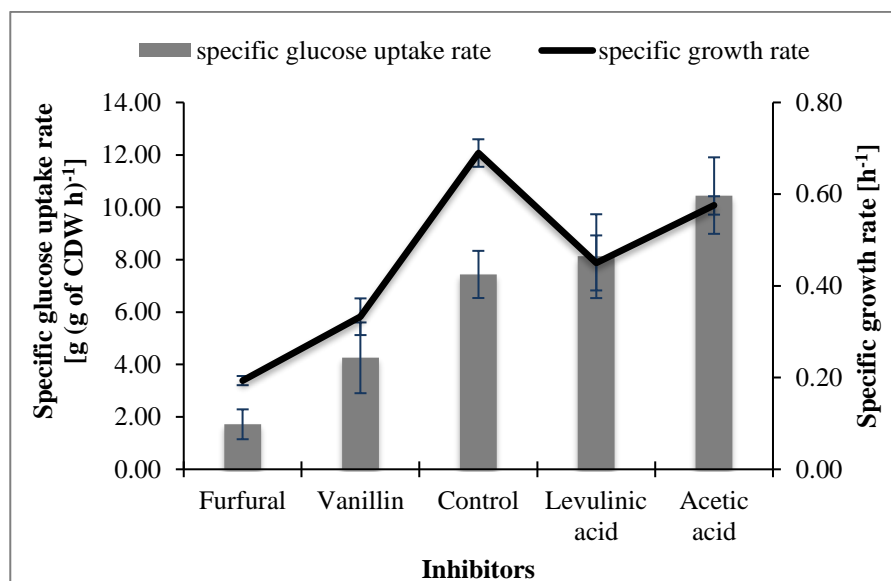 specific glucose uptake rate
specific growth rate
14.00
12.00
10.00
8.00
6.00
4.00
2.00
0.00
Specific glucose uptake rate
[g (g of CDW h)⁻¹]
0.80
0.60
0.40
0.20
0.00
Specific growth rate [h⁻¹]
Furfural
Vanillin
Control
Levulinic
acid
Acetic
acid
Inhibitors